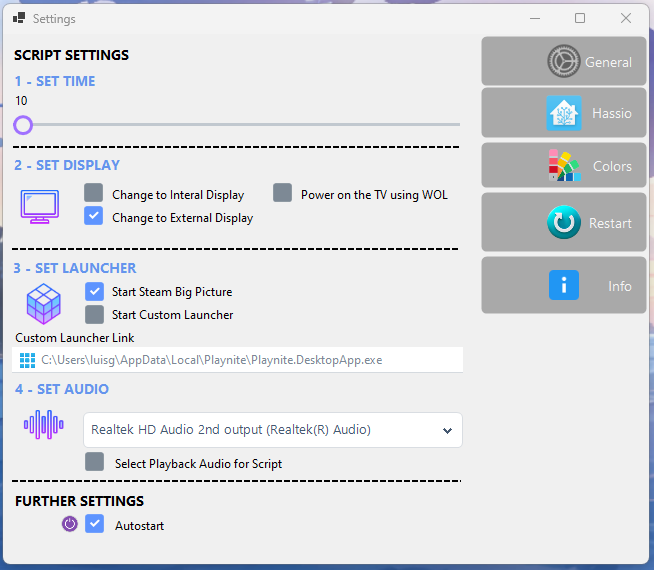 Settings
SCRIPT SETTINGS
1 - SET TIME
10
2 - SET DISPLAY
Change to Interal Display
Power on the TV using WOL
Change to External Display
3 - SET LAUNCHER
Start Steam Big Picture
Start Custom Launcher
Custom Launcher Link
C:\Users\luisg\AppData\Local\Playnite\Playnite.DesktopApp.exe
4 - SET AUDIO
Realtek HD Audio 2nd output (Realtek(R) Audio)
Select Playback Audio for Script
FURTHER SETTINGS
Autostart
General
Hassio
Colors
Restart
i Info